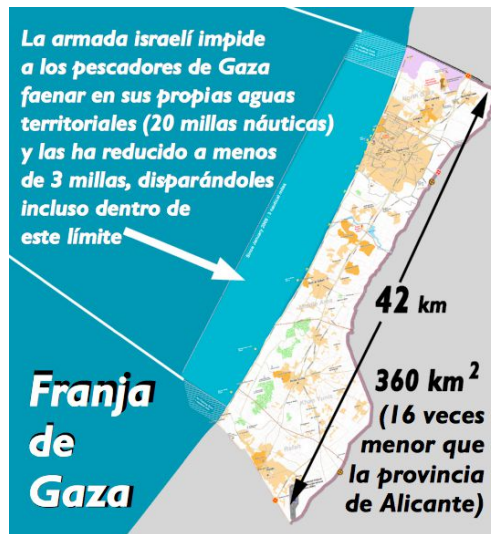 La armada israelí impide
a los pescadores de Gaza
faenar en sus propias aguas
territoriales (20 millas náuticas)
y las ha reducido a menos
de 3 millas, disparándoles
incluso dentro de
este límite
42 km
360 km²
(16 veces
menor que
la provincia
de Alicante)
Franja
de
Gaza